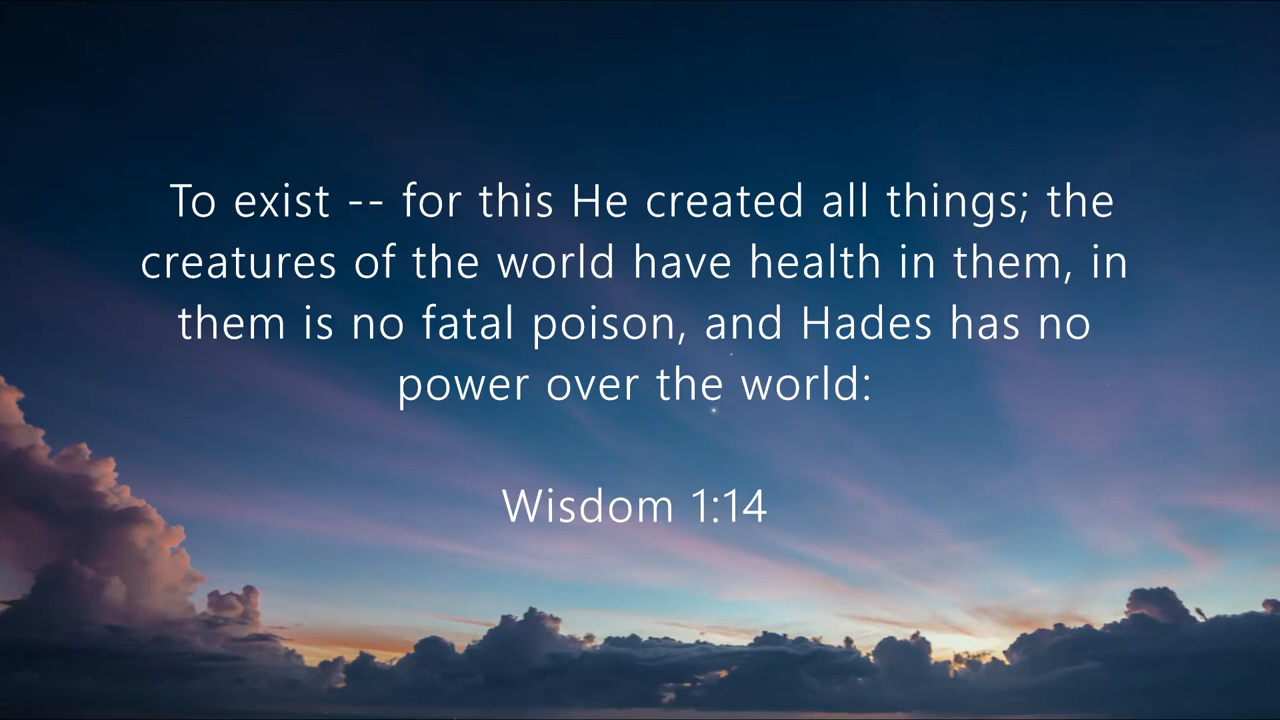 To exist -- for this He created all things; the
creatures of the world have health in them, in
them is no fatal poison, and Hades has no
power over the world:
Wisdom 1:14